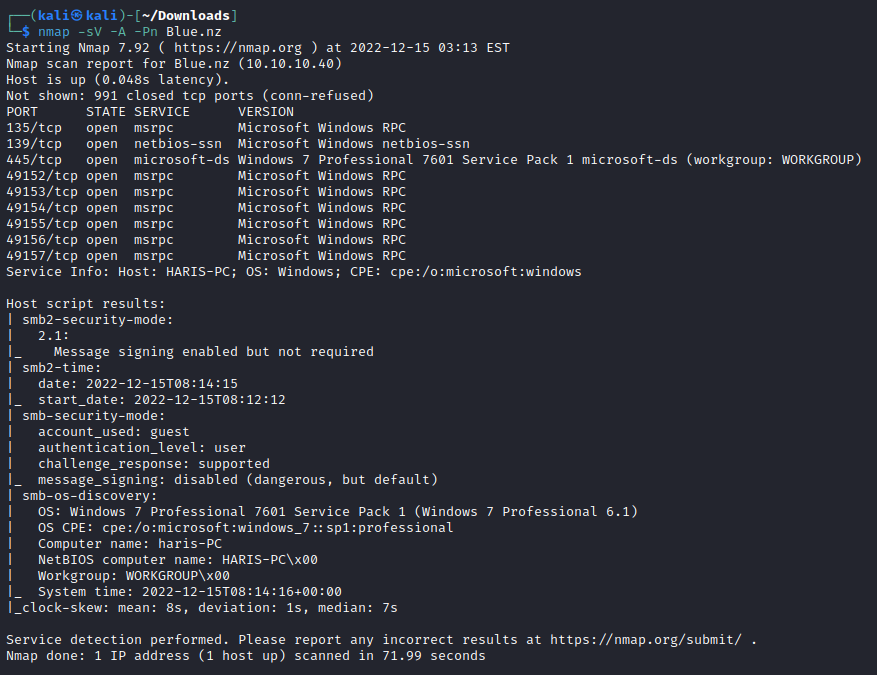 ┌──(kali㉿kali)-[~/Downloads]
└─$ nmap -sV -A -Pn Blue.nz
Starting Nmap 7.92 ( https://nmap.org ) at 2022-12-15 03:13 EST
Nmap scan report for Blue.nz (10.10.10.40)
Host is up (0.048s latency).
Not shown: 991 closed tcp ports (conn-refused)
PORT      STATE SERVICE      VERSION
135/tcp   open  msrpc        Microsoft Windows RPC
139/tcp   open  netbios-ssn  Microsoft Windows netbios-ssn
445/tcp   open  microsoft-ds Windows 7 Professional 7601 Service Pack 1 microsoft-ds (workgroup: WORKGROUP)
49152/tcp open  msrpc        Microsoft Windows RPC
49153/tcp open  msrpc        Microsoft Windows RPC
49154/tcp open  msrpc        Microsoft Windows RPC
49155/tcp open  msrpc        Microsoft Windows RPC
49156/tcp open  msrpc        Microsoft Windows RPC
49157/tcp open  msrpc        Microsoft Windows RPC
Service Info: Host: HARIS-PC; OS: Windows; CPE: cpe:/o:microsoft:windows

Host script results:
| smb2-security-mode:
|   2.1:
|_    Message signing enabled but not required
| smb2-time:
|   date: 2022-12-15T08:14:15
|_  start_date: 2022-12-15T08:12:12
| smb-security-mode:
|   account_used: guest
|   authentication_level: user
|   challenge_response: supported
|_  message_signing: disabled (dangerous, but default)
| smb-os-discovery:
|   OS: Windows 7 Professional 7601 Service Pack 1 (Windows 7 Professional 6.1)
|   OS CPE: cpe:/o:microsoft:windows_7::sp1:professional
|   Computer name: haris-PC
|   NetBIOS computer name: HARIS-PC\x00
|   Workgroup: WORKGROUP\x00
|_  System time: 2022-12-15T08:14:16+00:00
|_clock-skew: mean: 8s, deviation: 1s, median: 7s

Service detection performed. Please report any incorrect results at https://nmap.org/submit/ .
Nmap done: 1 IP address (1 host up) scanned in 71.99 seconds